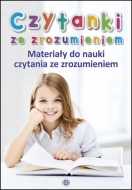 Czytanki
ze zrozumieniem
Materiały do nauki
czytania ze zrozumieniem